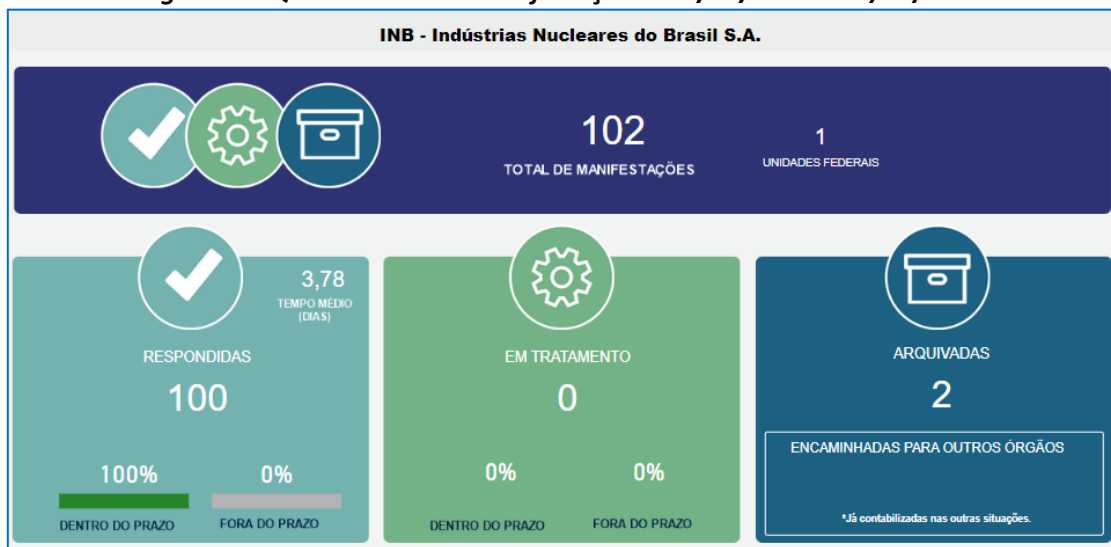 INB - Indústrias Nucleares do Brasil S.A.
102
TOTAL DE MANIFESTAÇÕES
1
UNIDADES FEDERAIS
3,78
TEMPO MÉDIO
(DIAS)
RESPONDIDAS
100
100%
0%
DENTRO DO PRAZO
FORA DO PRAZO
EM TRATAMENTO
0
0%
0%
DENTRO DO PRAZO
FORA DO PRAZO
ARQUIVADAS
2
ENCAMINHADAS PARA OUTROS ÓRGÃOS
*Já contabilizadas nas outras situações.